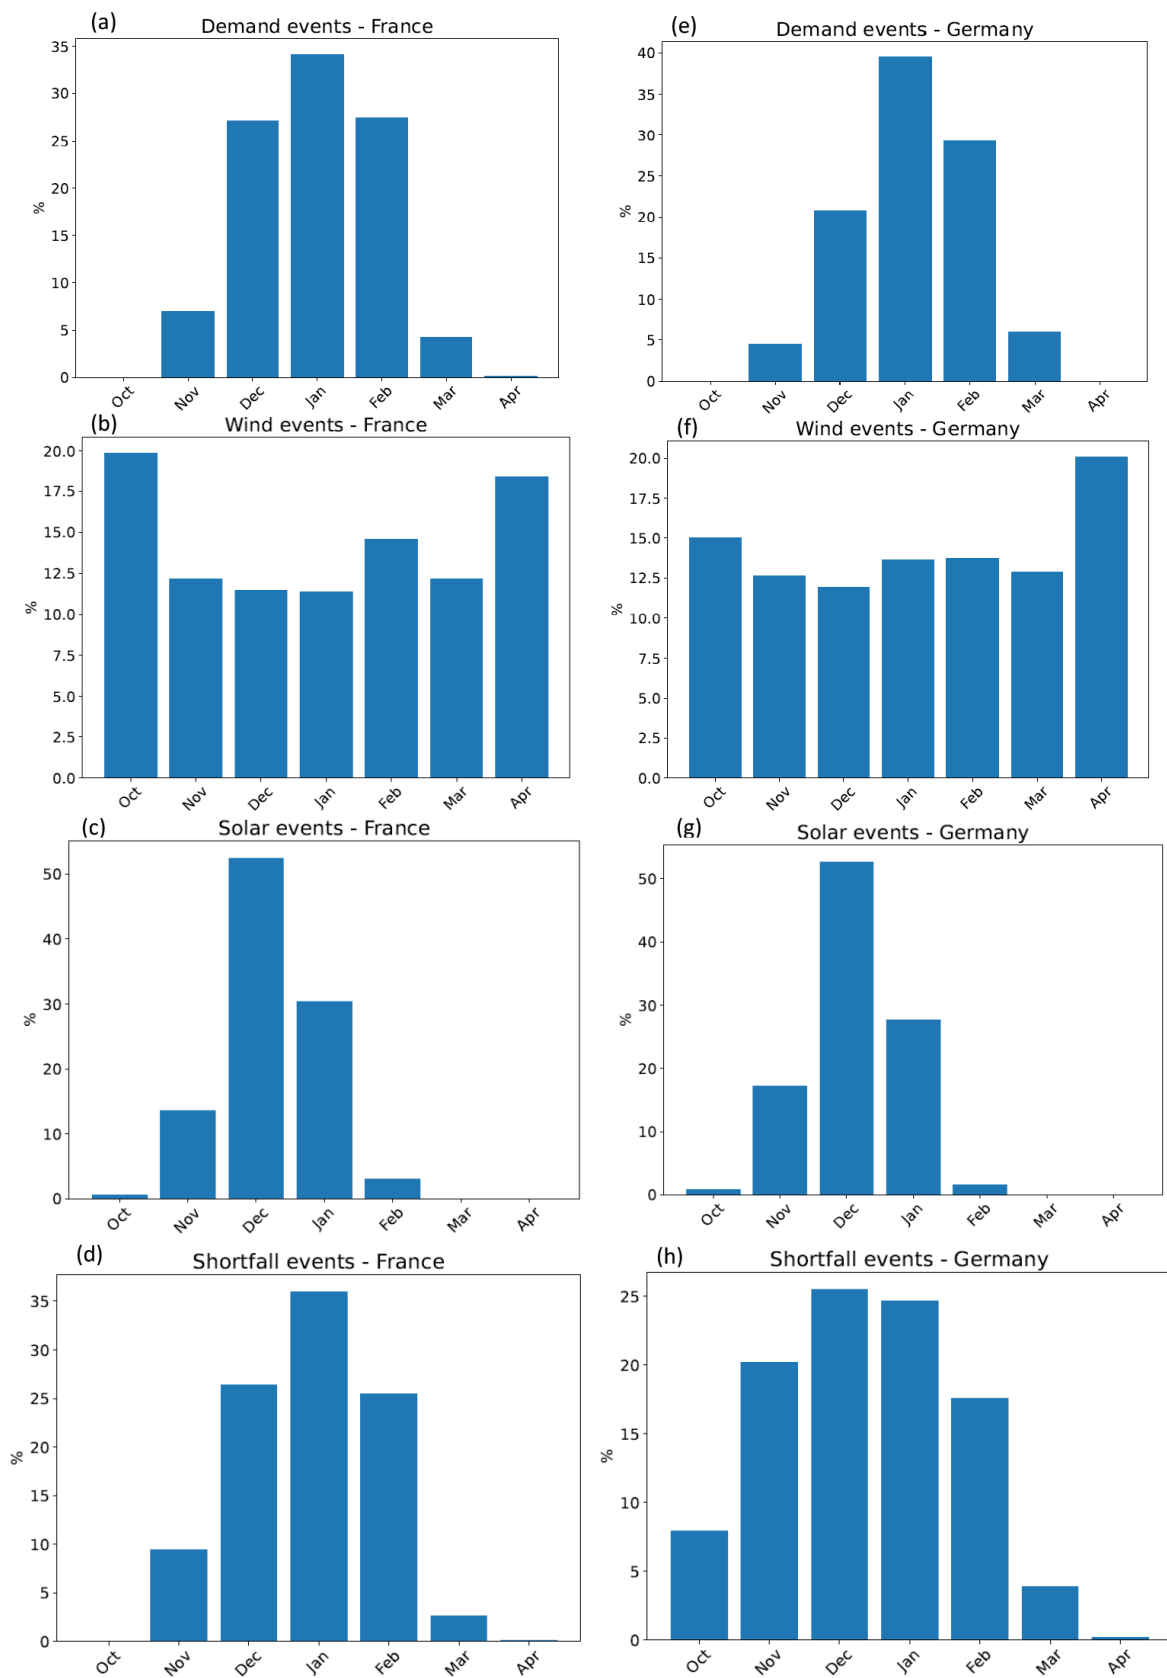 (a)
Demand events - France
35
30
25
20
15
10
5
0
%
Oct Nov Dec Jan Feb Mar Apr
(e)
Demand events - Germany
40
35
30
25
20
15
10
5
0
%
Oct Nov Dec Jan Feb Mar Apr
(b)
Wind events - France
20.0
17.5
15.0
12.5
10.0
7.5
5.0
2.5
0.0
%
Oct Nov Dec Jan Feb Mar Apr
(f)
Wind events - Germany
20.0
17.5
15.0
12.5
10.0
7.5
5.0
2.5
0.0
%
Oct Nov Dec Jan Feb Mar Apr
(c)
Solar events - France
50
40
30
20
10
0
%
Oct Nov Dec Jan Feb Mar Apr
(g)
Solar events - Germany
50
40
30
20
10
0
%
Oct Nov Dec Jan Feb Mar Apr
(d)
Shortfall events - France
35
30
25
20
15
10
5
0
%
Oct Nov Dec Jan Feb Mar Apr
(h)
Shortfall events - Germany
25
20
15
10
5
0
%
Oct Nov Dec Jan Feb Mar Apr